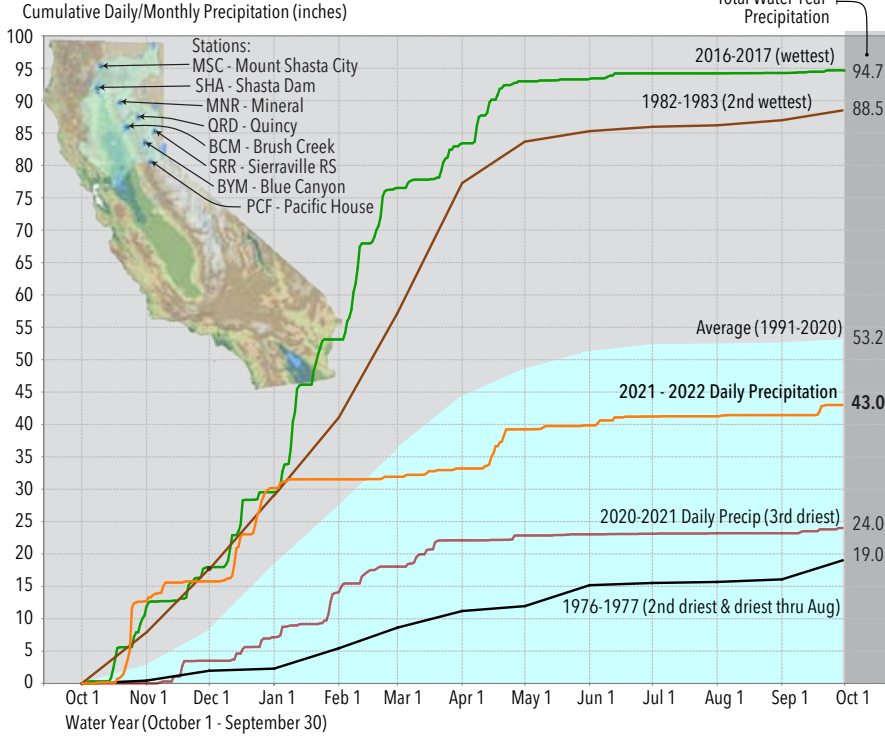 Cumulative Daily/Monthly Precipitation (inches)
Total Water Year
Precipitation
100
95
90
85
80
75
70
65
60
55
50
45
40
35
30
25
20
15
10
5
0
Stations:
MSC - Mount Shasta City
SHA - Shasta Dam
MNR - Mineral
QRD - Quincy
BCM - Brush Creek
SRR - Sierraville RS
BYM - Blue Canyon
PCF - Pacific House
2016-2017 (wettest)
94.7
1982-1983 (2nd wettest)
88.5
Average (1991-2020)
53.2
2021 - 2022 Daily Precipitation
43.0
2020-2021 Daily Precip (3rd driest)
24.0
19.0
1976-1977 (2nd driest & driest thru Aug)
Oct 1 Nov 1 Dec 1 Jan 1 Feb 1 Mar 1 Apr 1 May 1 Jun 1 Jul 1 Aug 1 Sep 1 Oct 1
Water Year (October 1 - September 30)